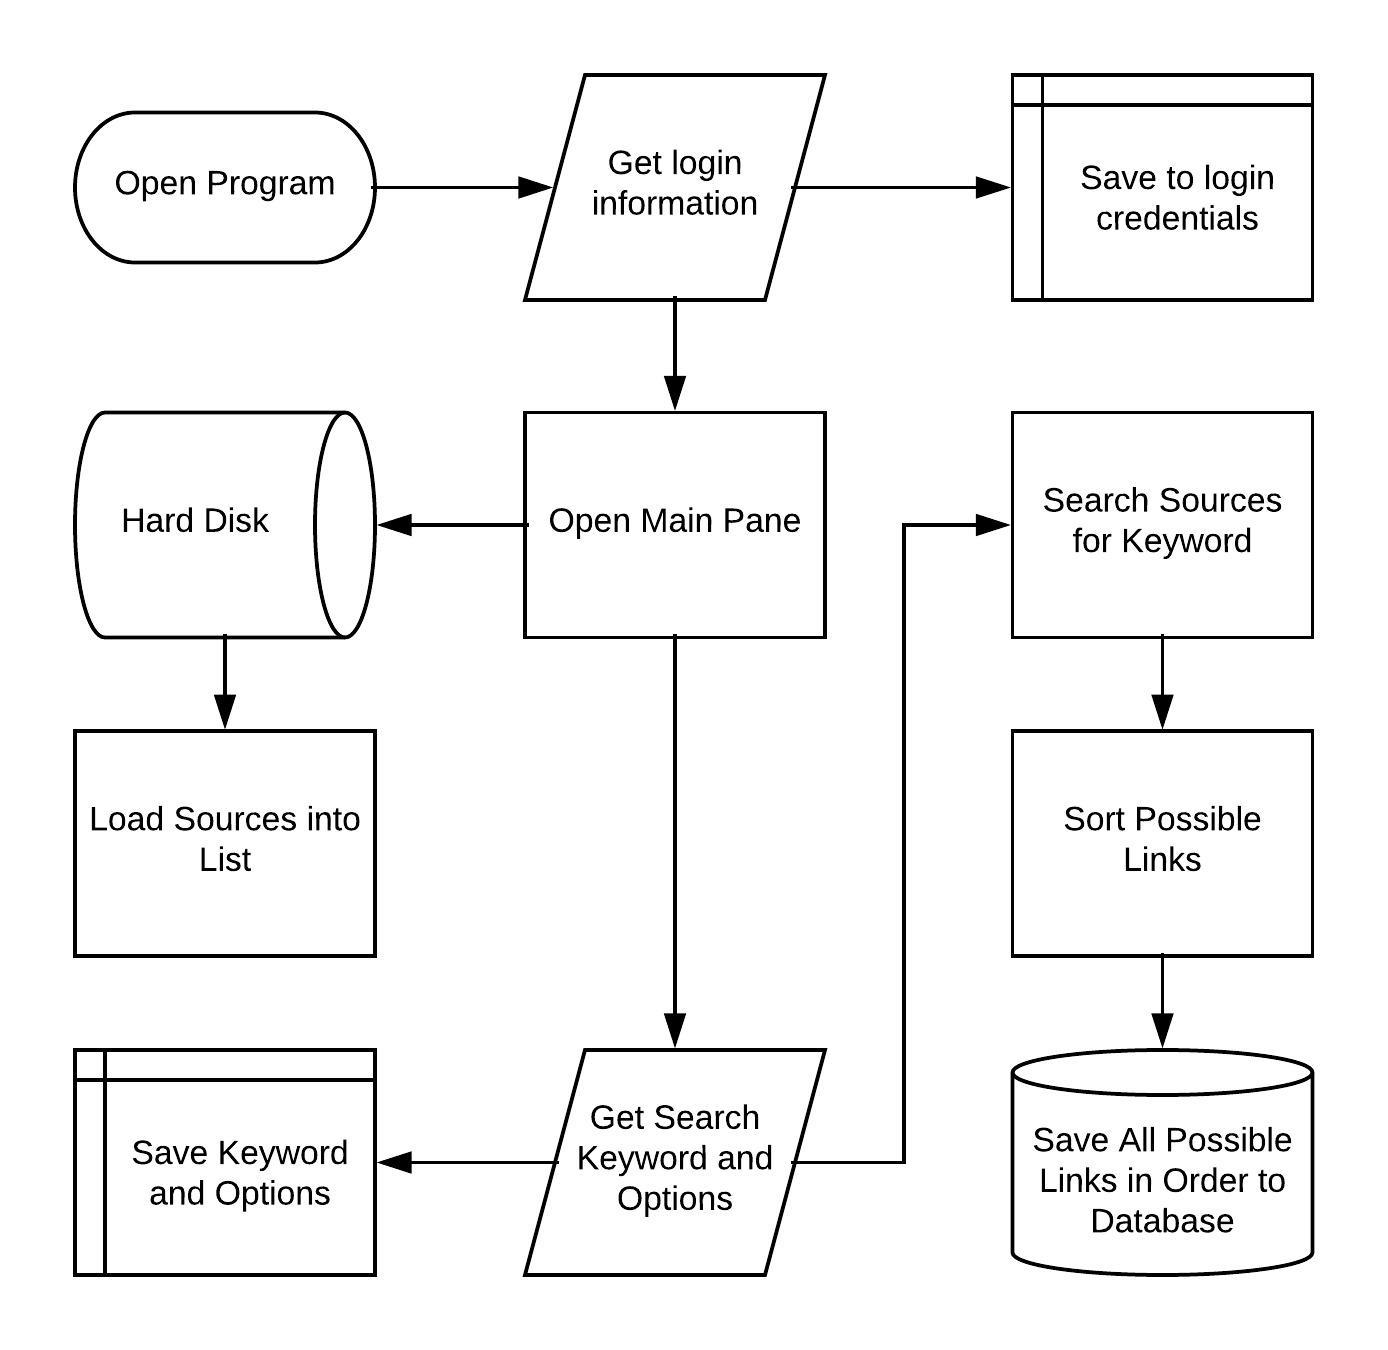 Open Program
Get login
information
Save to login
credentials
Hard Disk
Open Main Pane
Search Sources
for Keyword
Load Sources into
List
Sort Possible
Links
Save Keyword
and Options
Get Search
Keyword and
Options
Save All Possible
Links in Order to
Database